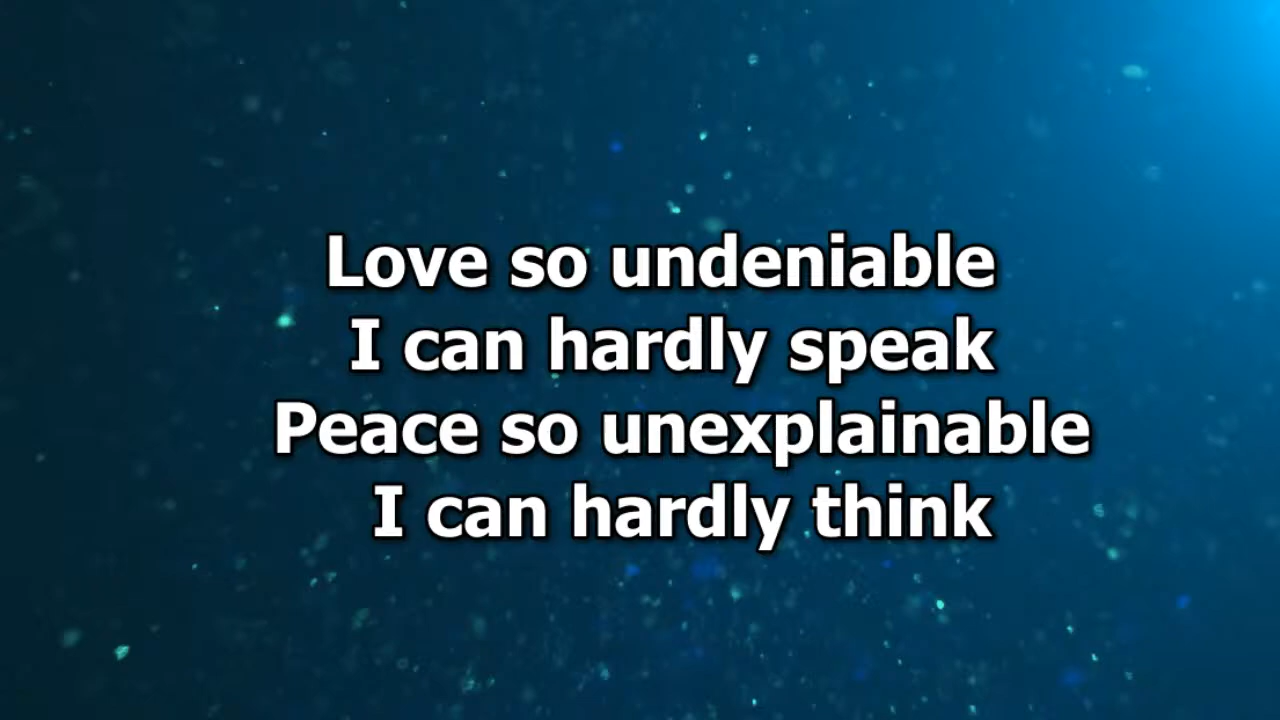 Love so undeniable
I can hardly speak
Peace so unexplainable
I can hardly think